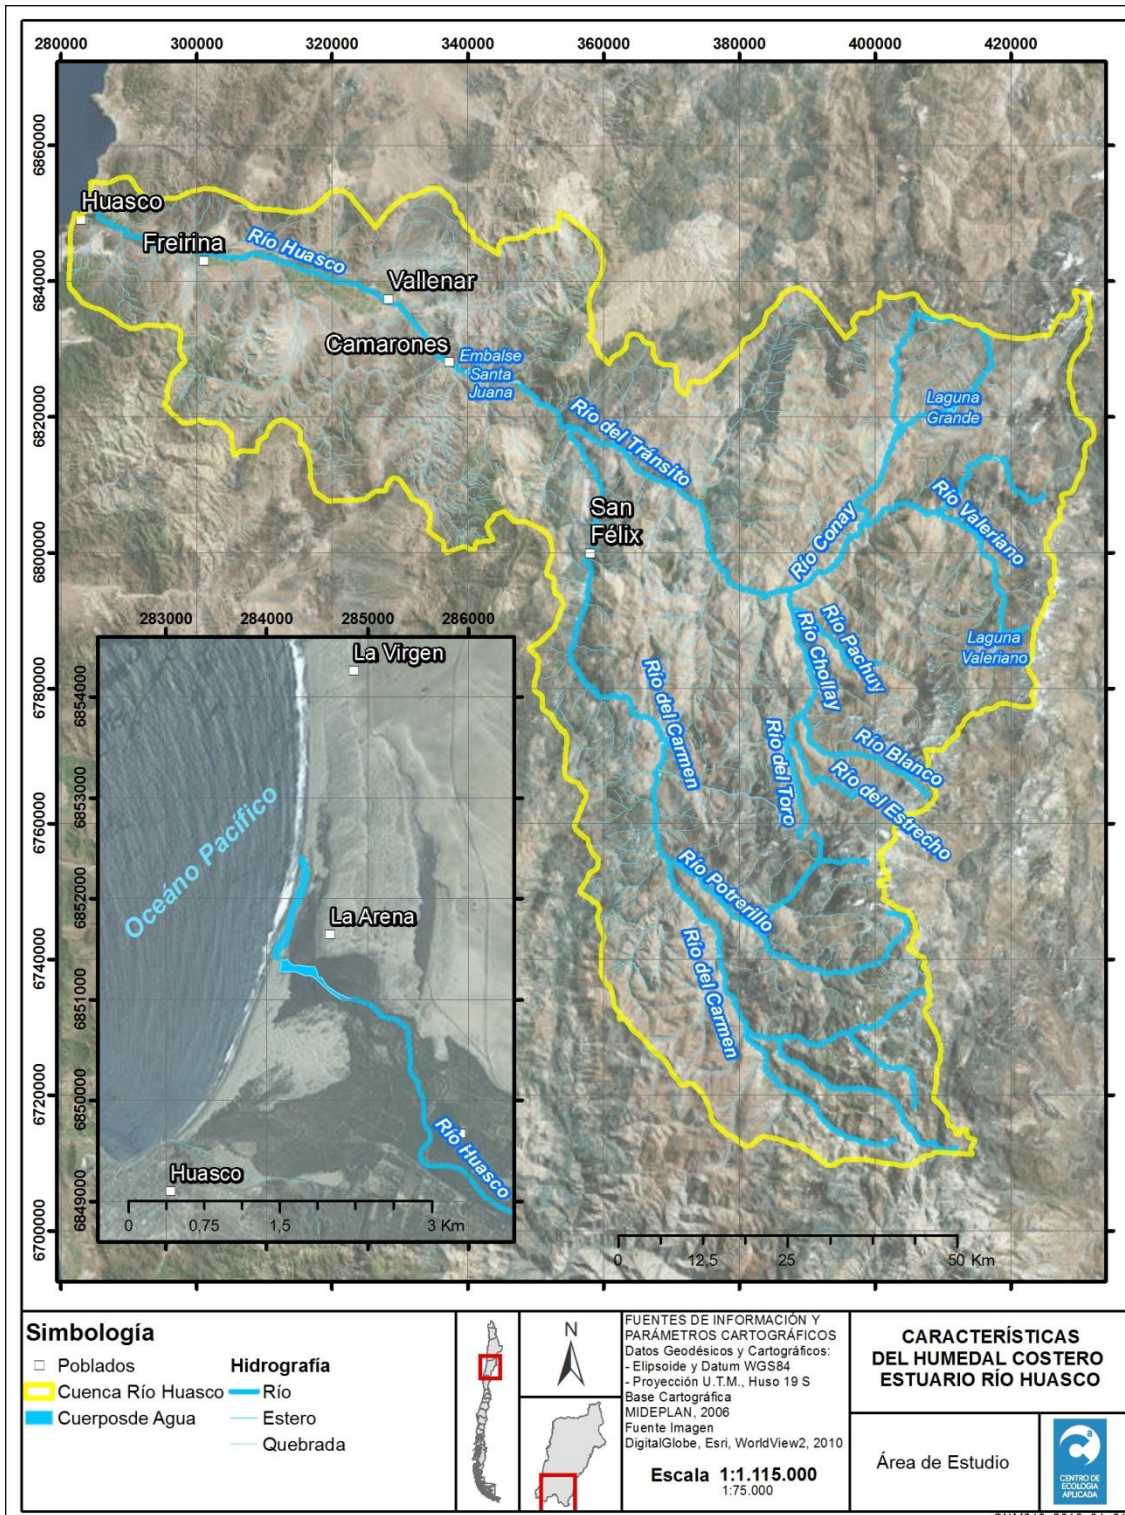 280000 300000 320000 340000 360000 380000 400000 420000
6860000
6840000
6820000
6800000
6780000
6760000
6740000
6720000
6700000
Huasco
Freirina
Río Huasco
Vallenar
Camarones
Embalse
Santa
Juana
Río del Tránsito
Laguna
Grande
San
Félix
Río Conay
Río Valeriano
Río Pachuy
Río Chollay
Laguna
Valeriano
Río del Carmen
Río del Toro
Río Blanco
Río del Estrecho
Río Potrerillo
Río del Carmen
283000 284000 285000 286000
6854000
6853000
6852000
6851000
6850000
6849000
La Virgen
Oceáno Pacífico
La Arena
Río Huasco
Huasco
0 0,75 1,5 3 Km
0 12,5 25 50 Km
Simbología
Poblados
Cuenca Río Huasco
Cuerposde Agua
Hidrografía
Río
Estero
Quebrada
N
FUENTES DE INFORMACIÓN Y
PARÁMETROS CARTOGRÁFICOS
Datos Geodésicos y Cartográficos:
- Elipsoide y Datum WGS84
- Proyección U.T.M., Huso 19 S
Base Cartográfica
MIDEPLAN, 2006
Fuente Imagen
DigitalGlobe, Esri, WorldView2, 2010
Escala 1:1.115.000
1:75.000
CARACTERÍSTICAS
DEL HUMEDAL COSTERO
ESTUARIO RÍO HUASCO
Área de Estudio
CENTRO DE
ECOLOGIA
APLICADA